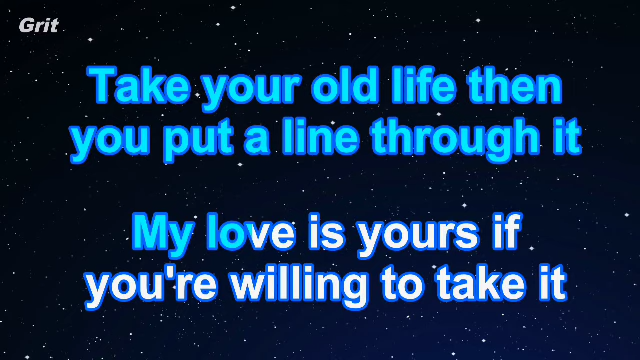 Grit
Take your old life then
you put a line through it
My love is yours if
you're willing to take it